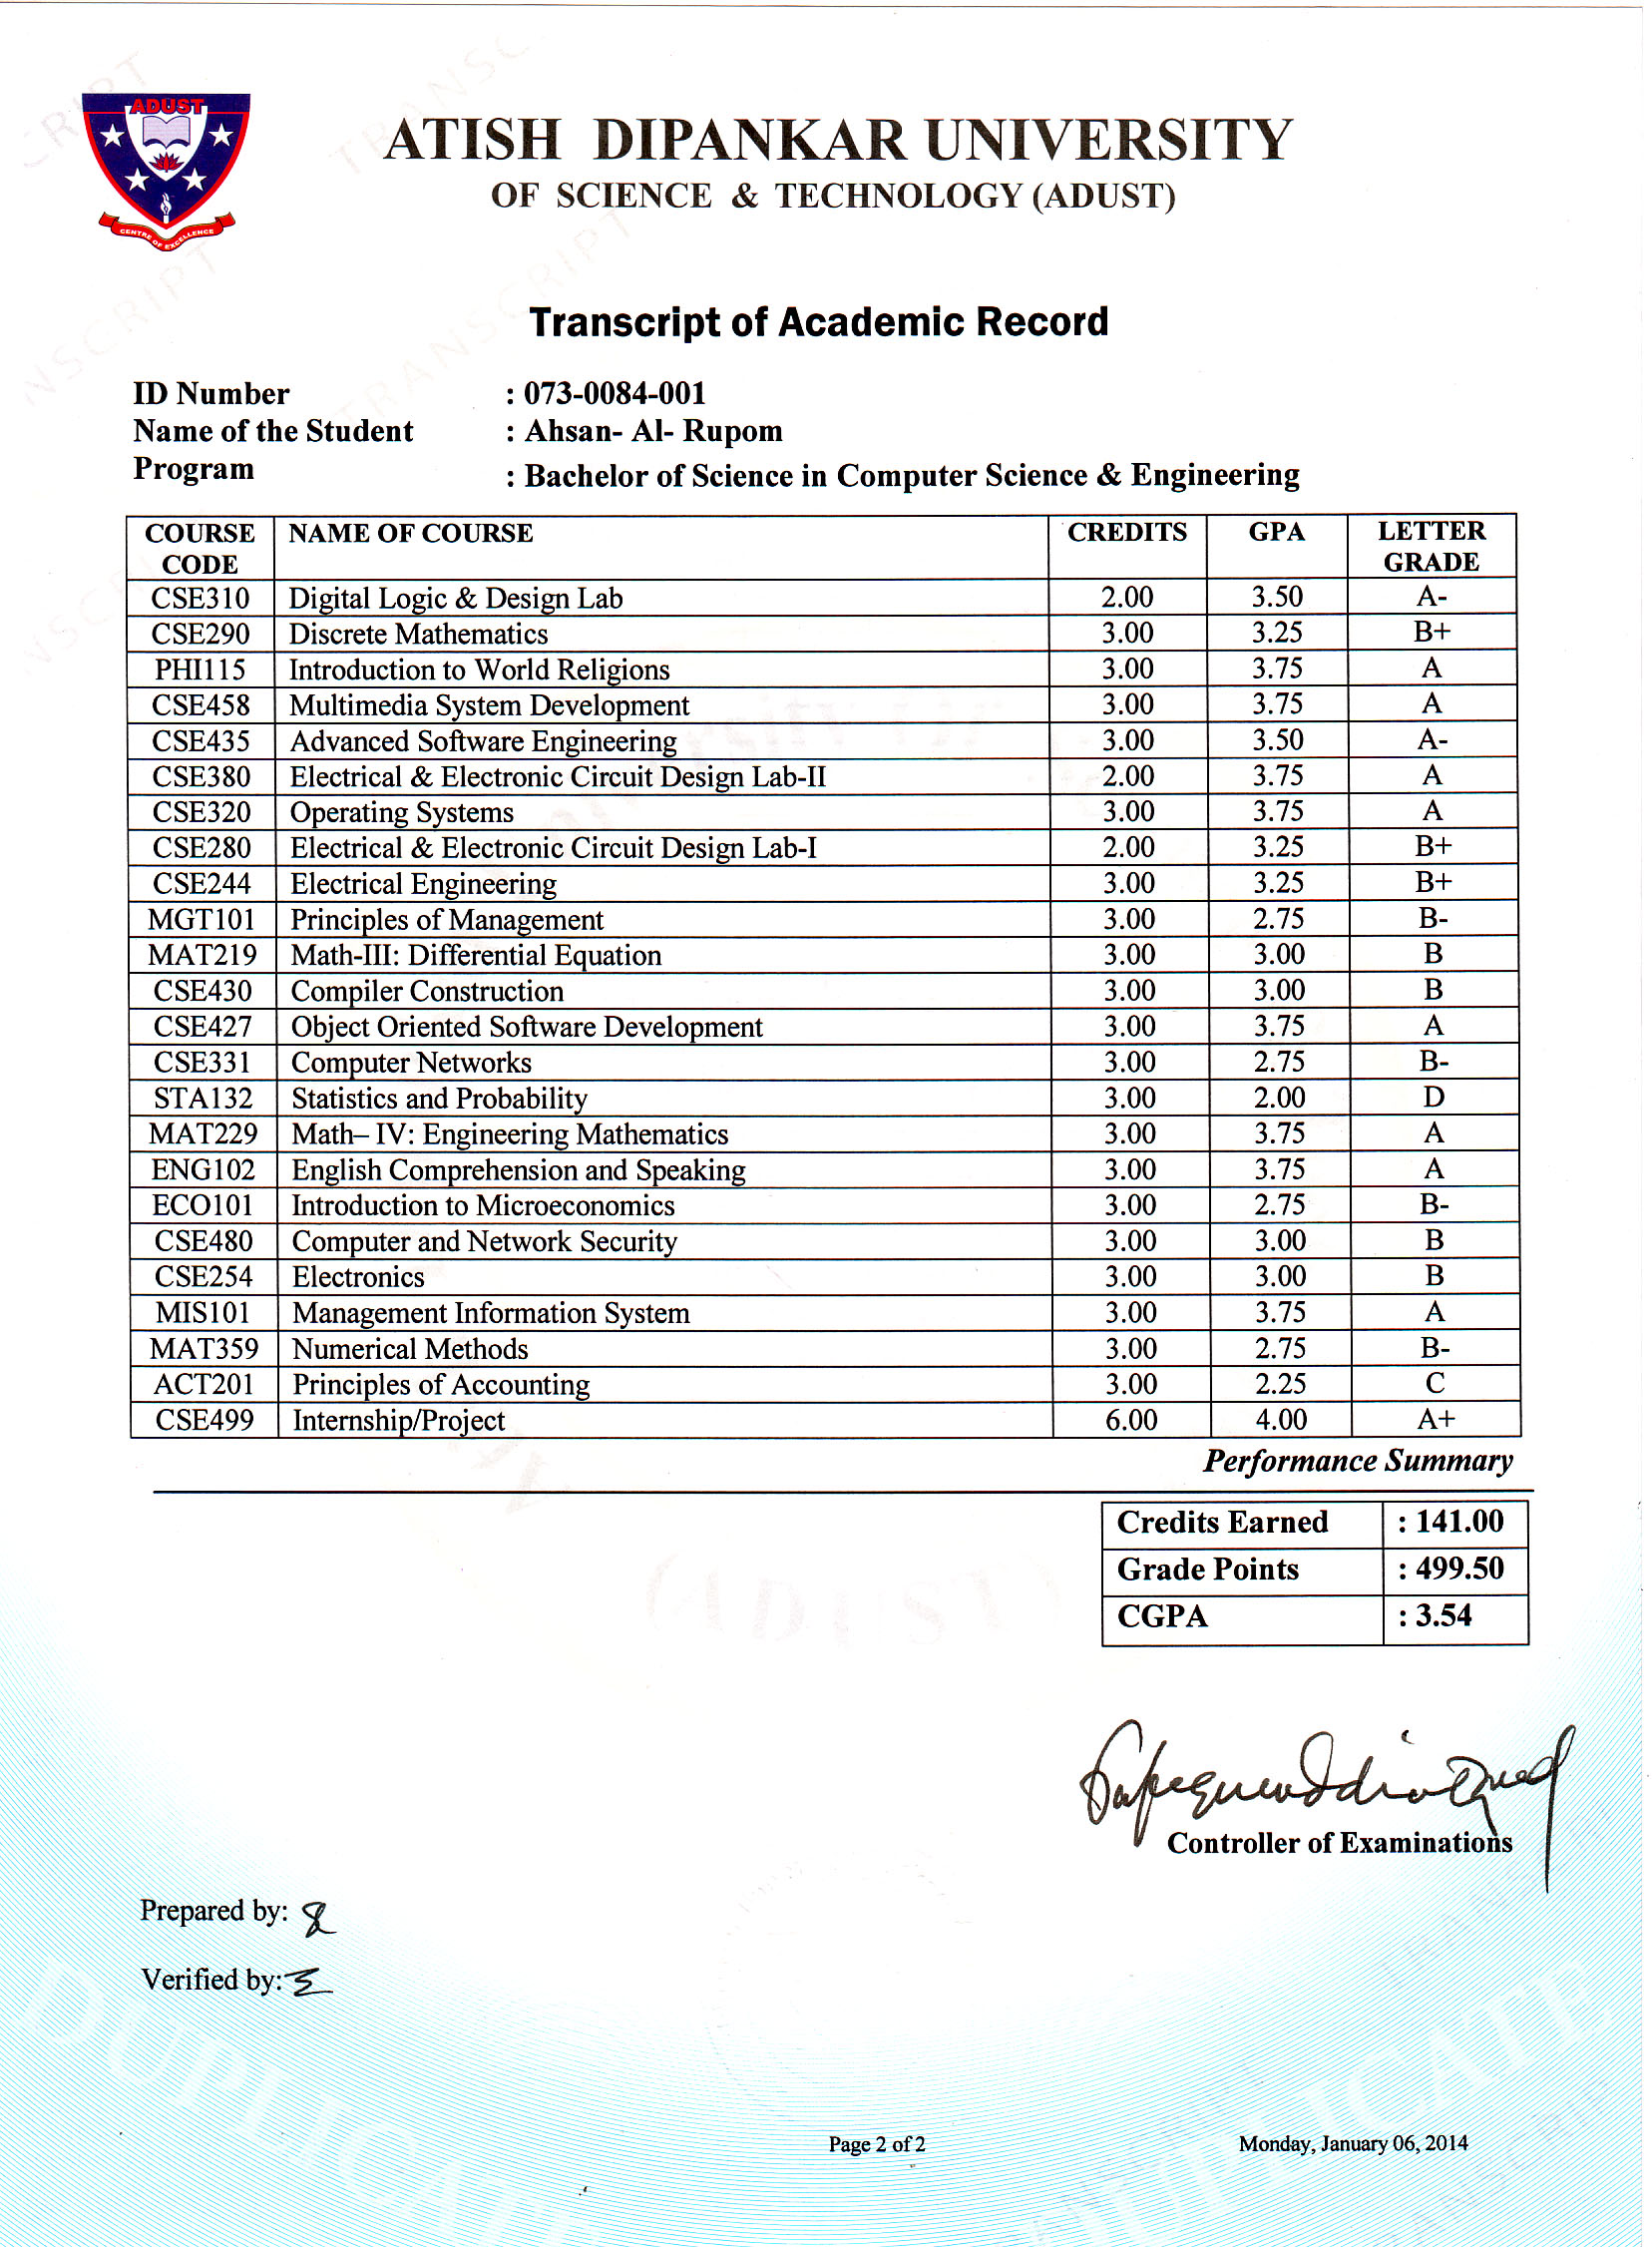 ADUST
CENTRE OF EXCELLENCE
ATISH DIPANKAR UNIVERSITY
OF SCIENCE & TECHNOLOGY (ADUST)
Transcript of Academic Record
ID Number : 073-0084-001
Name of the Student : Ahsan- Al- Rupom
Program : Bachelor of Science in Computer Science & Engineering
COURSE CODE NAME OF COURSE CREDITS GPA LETTER GRADE
CSE310 Digital Logic & Design Lab 2.00 3.50 A-
CSE290 Discrete Mathematics 3.00 3.25 B+
PHI115 Introduction to World Religions 3.00 3.75 A
CSE458 Multimedia System Development 3.00 3.75 A
CSE435 Advanced Software Engineering 3.00 3.50 A-
CSE380 Electrical & Electronic Circuit Design Lab-II 2.00 3.75 A
CSE320 Operating Systems 3.00 3.75 A
CSE280 Electrical & Electronic Circuit Design Lab-I 2.00 3.25 B+
CSE244 Electrical Engineering 3.00 3.25 B+
MGT101 Principles of Management 3.00 2.75 B-
MAT219 Math-III: Differential Equation 3.00 3.00 B
CSE430 Compiler Construction 3.00 3.00 B
CSE427 Object Oriented Software Development 3.00 3.75 A
CSE331 Computer Networks 3.00 2.75 B-
STA132 Statistics and Probability 3.00 2.00 D
MAT229 Math– IV: Engineering Mathematics 3.00 3.75 A
ENG102 English Comprehension and Speaking 3.00 3.75 A
ECO101 Introduction to Microeconomics 3.00 2.75 B-
CSE480 Computer and Network Security 3.00 3.00 B
CSE254 Electronics 3.00 3.00 B
MIS101 Management Information System 3.00 3.75 A
MAT359 Numerical Methods 3.00 2.75 B-
ACT201 Principles of Accounting 3.00 2.25 C
CSE499 Internship/Project 6.00 4.00 A+
Performance Summary
Credits Earned : 141.00
Grade Points : 499.50
CGPA : 3.54
Controller of Examinations
Prepared by:
Verified by:
DUPLICATE DUPLICATE
Page 2 of 2 Monday, January 06, 2014